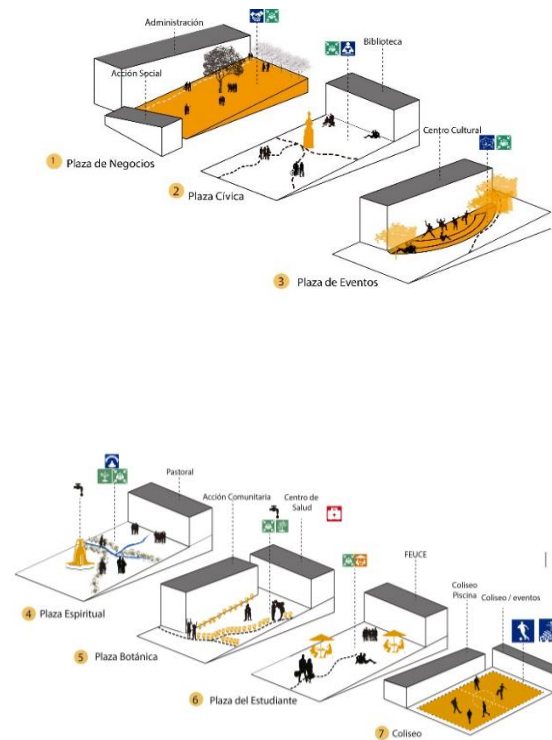 Administración
Acción Social
1 Plaza de Negocios
Biblioteca
2 Plaza Cívica
Centro Cultural
3 Plaza de Eventos
Pastoral
4 Plaza Espiritual
Acción Comunitaria
Centro de
Salud
5 Plaza Botánica
FEUCE
6 Plaza del Estudiante
Coliseo
Piscina
Coliseo / eventos
7 Coliseo